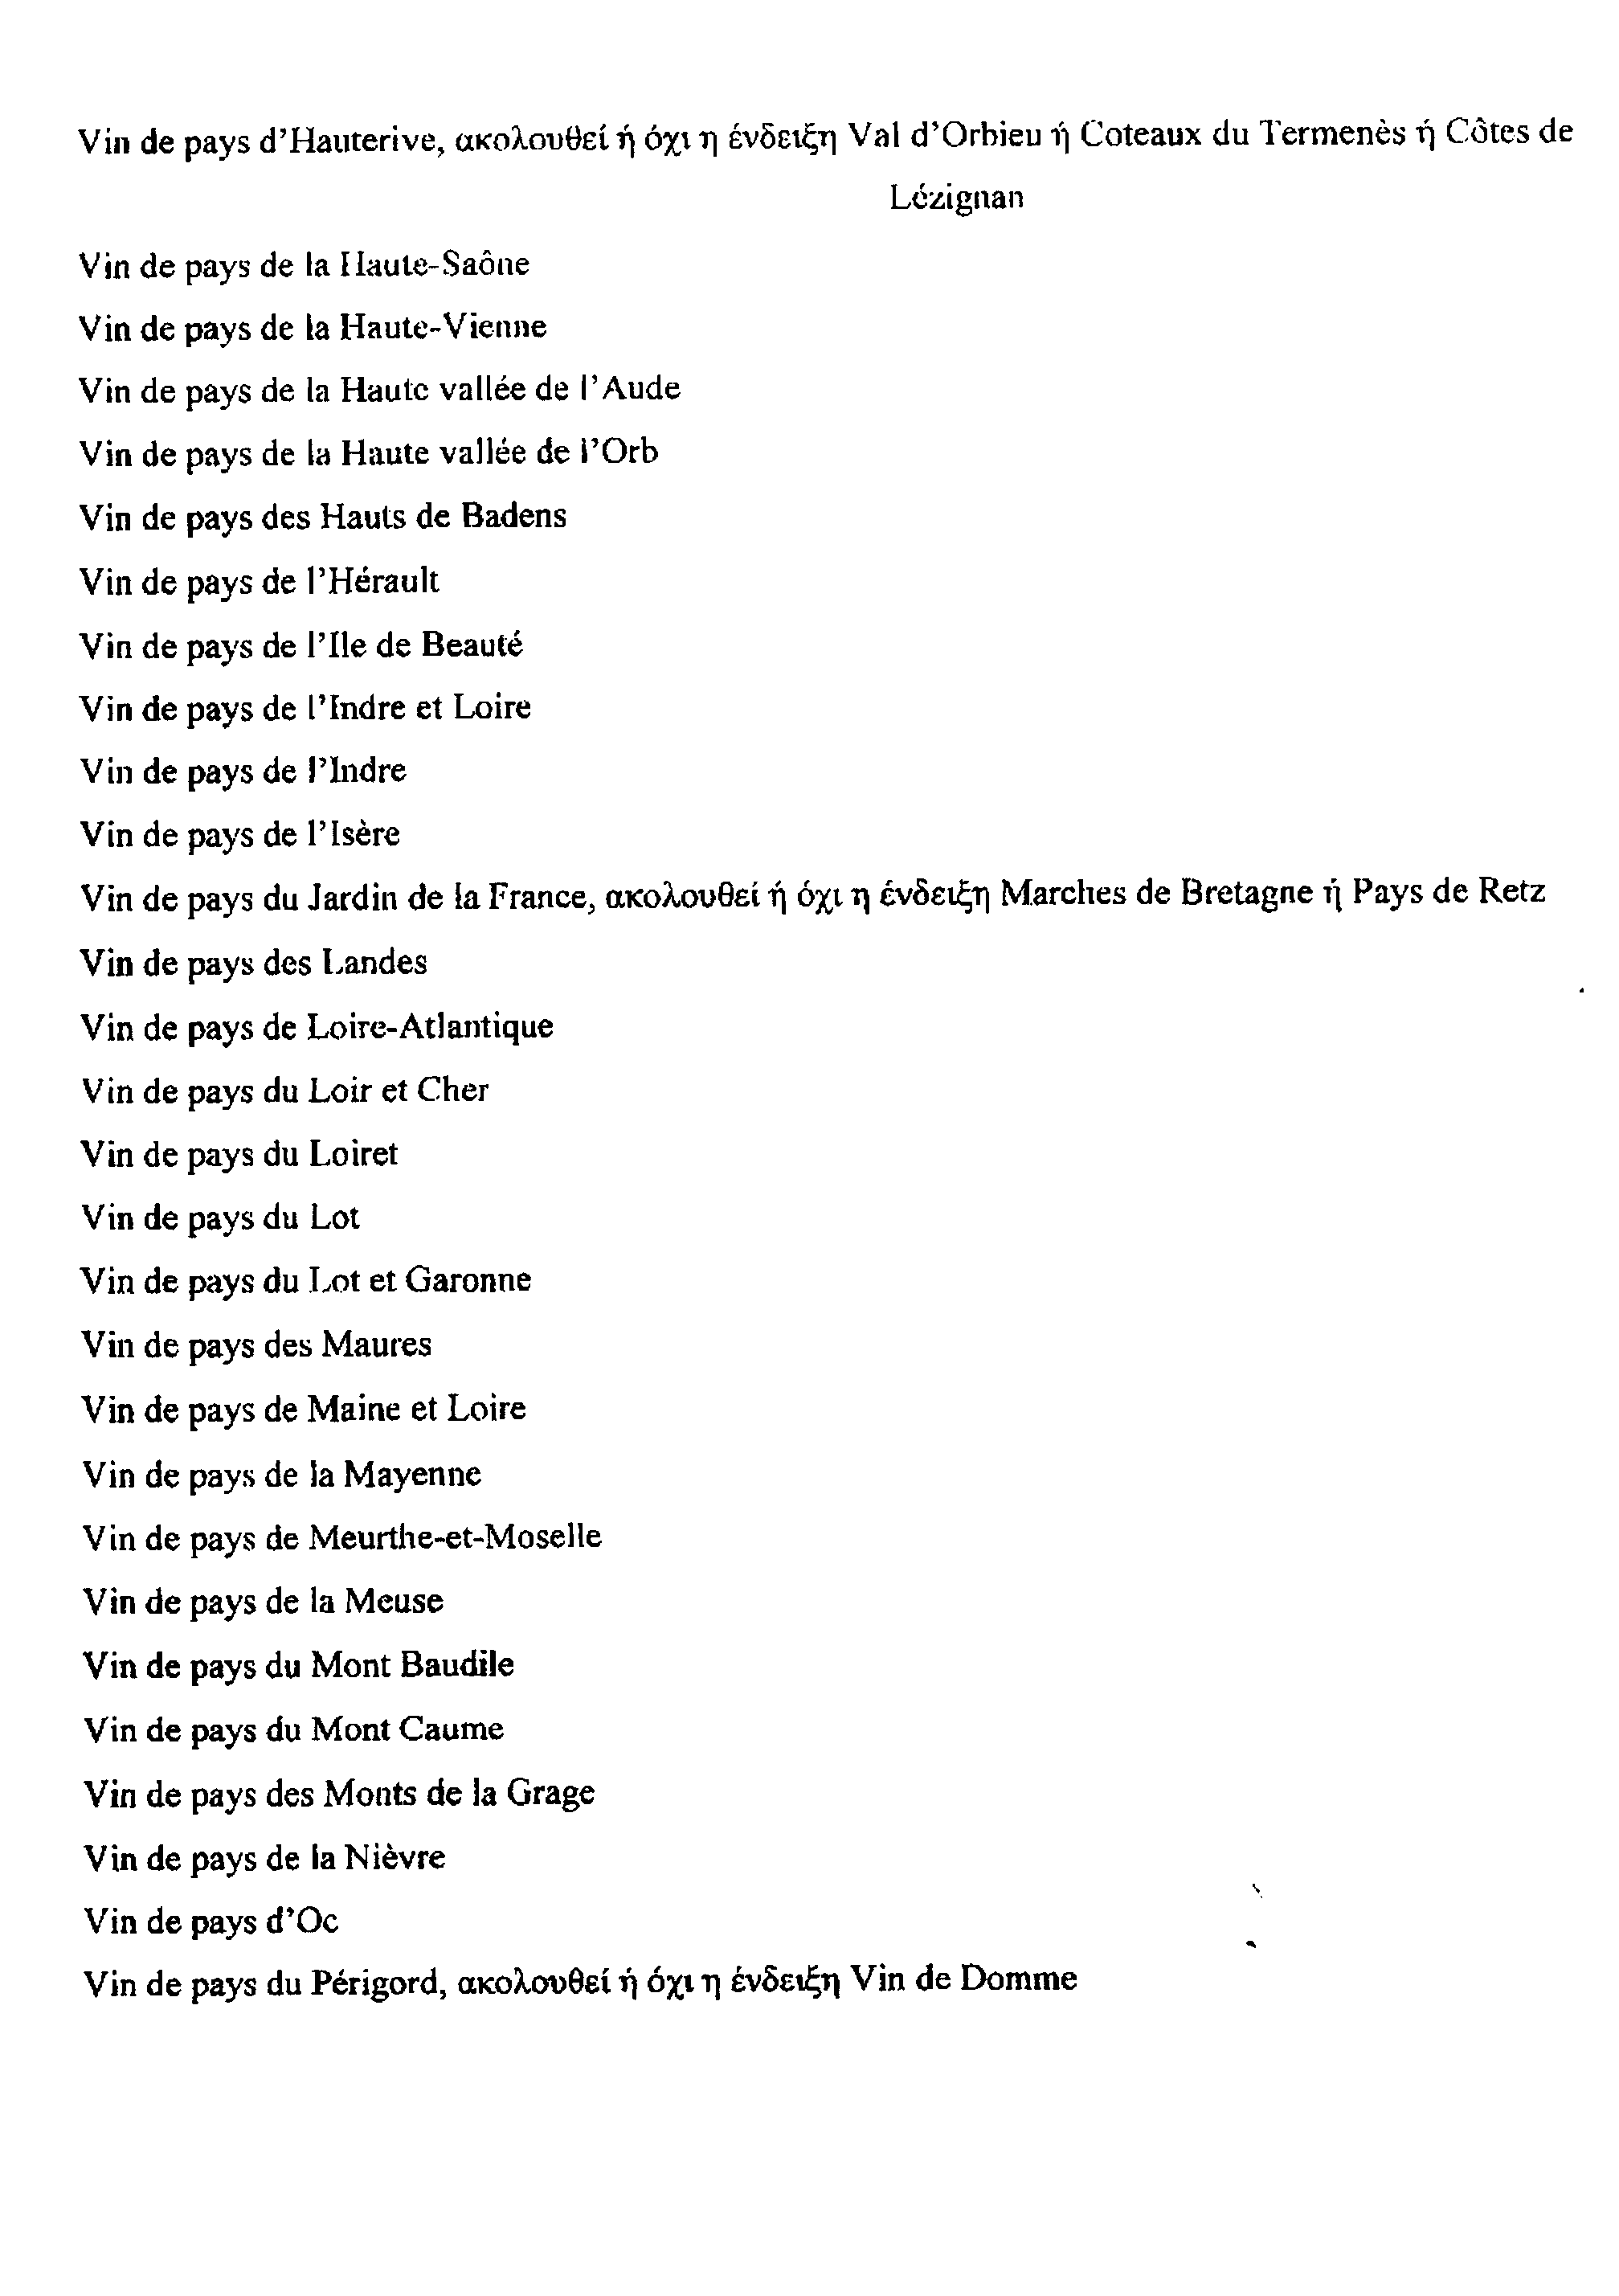 Vin de pays d’Hauterive, ακολουθεί ή όχι η ένδειξη Val d’Orbieu ή Coteaux du Termenès ή Côtes de
Lézignan
Vin de pays de la Haute-Saône
Vin de pays de la Haute-Vienne
Vin de pays de la Haute vallée de l’Aude
Vin de pays de la Haute vallée de l’Orb
Vin de pays des Hauts de Badens
Vin de pays de l’Hérault
Vin de pays de l’Ile de Beauté
Vin de pays de l’Indre et Loire
Vin de pays de l’Indre
Vin de pays de l’Isère
Vin de pays du Jardin de la France, ακολουθεί ή όχι η ένδειξη Marches de Bretagne ή Pays de Retz
Vin de pays des Landes
Vin de pays de Loire-Atlantique
Vin de pays du Loir et Cher
Vin de pays du Loiret
Vin de pays du Lot
Vin de pays du Lot et Garonne
Vin de pays des Maures
Vin de pays de Maine et Loire
Vin de pays de la Mayenne
Vin de pays de Meurthe-et-Moselle
Vin de pays de la Meuse
Vin de pays du Mont Baudile
Vin de pays du Mont Caume
Vin de pays des Monts de la Grage
Vin de pays de la Nièvre
Vin de pays d’Oc
Vin de pays du Périgord, ακολουθεί ή όχι η ένδειξη Vin de Domme